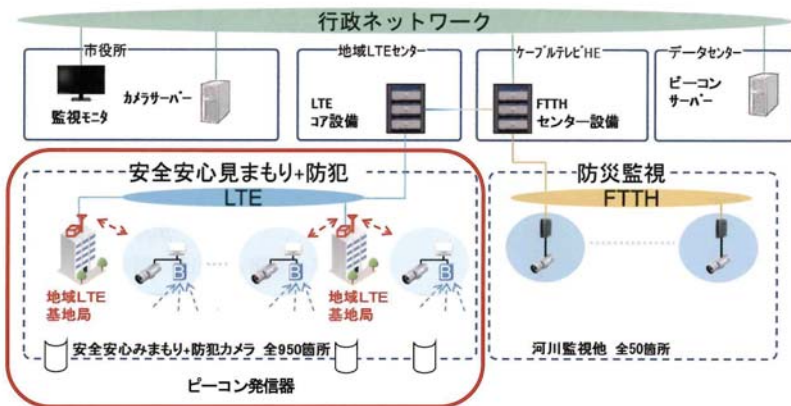 行政ネットワーク
市役所
監視モニタ
カメラサーバー
地域LTEセンター
LTE
コア設備
ケーブルテレビHE
FTTH
センター設備
データセンター
ビーコン
サーバー
安全安心見まもり+防犯
LTE
地域LTE
基地局
B
B
地域LTE
基地局
B
安全安心みまもり+防犯カメラ 全950箇所
ビーコン発信器
防災監視
FTTH
河川監視他 全50箇所